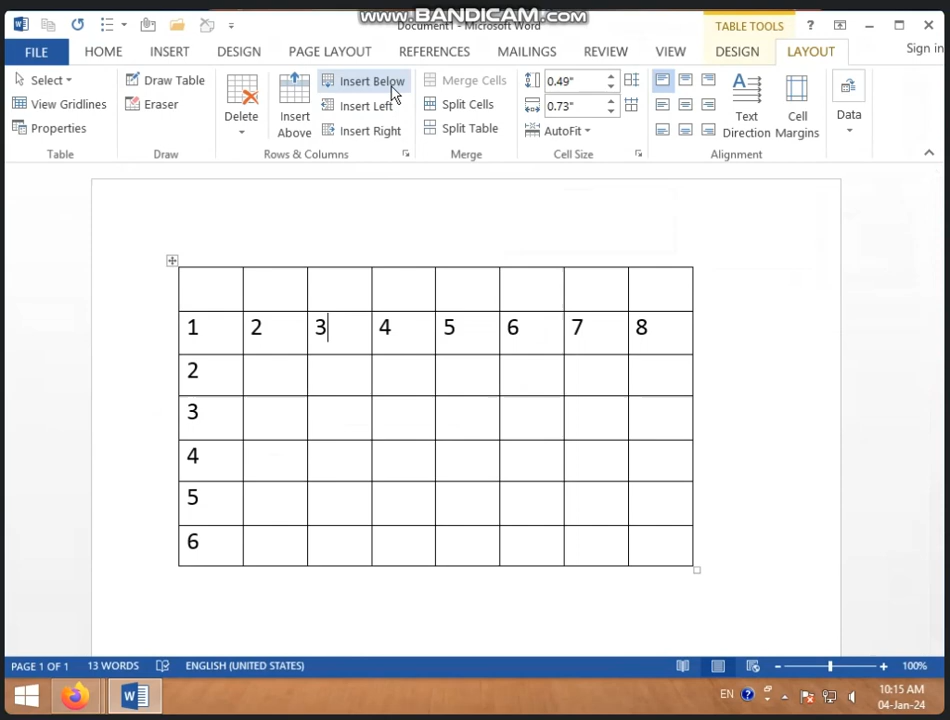 www.BANDICAM.com
Document1 - Microsoft Word
TABLE TOOLS
?
FILE HOME INSERT DESIGN PAGE LAYOUT REFERENCES MAILINGS REVIEW VIEW DESIGN LAYOUT Sign in
Select
View Gridlines
Properties
Table
Draw Table
Eraser
Draw
Delete
Insert
Above
Insert Below
Insert Left
Insert Right
Rows & Columns
Merge Cells
Split Cells
Split Table
Merge
0.49"
0.73"
AutoFit
Cell Size
Text
Direction
Cell
Margins
Alignment
Data
1 2 3 4 5 6 7 8
2
3
4
5
6
PAGE 1 OF 1 13 WORDS ENGLISH (UNITED STATES) 100%
EN
10:15 AM
04-Jan-24